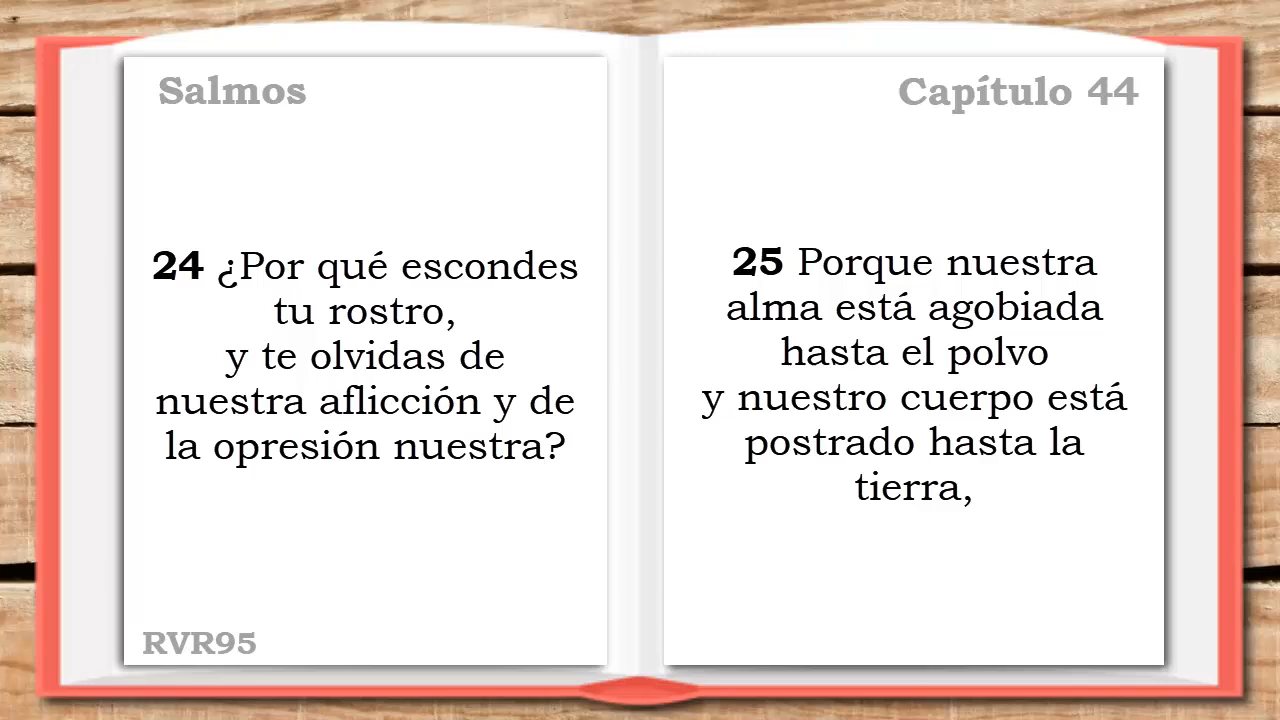 Salmos
24 ¿Por qué escondes
tu rostro,
y te olvidas de
nuestra aflicción y de
la opresión nuestra?
RVR95
Capítulo 44
25 Porque nuestra
alma está agobiada
hasta el polvo
y nuestro cuerpo está
postrado hasta la
tierra,